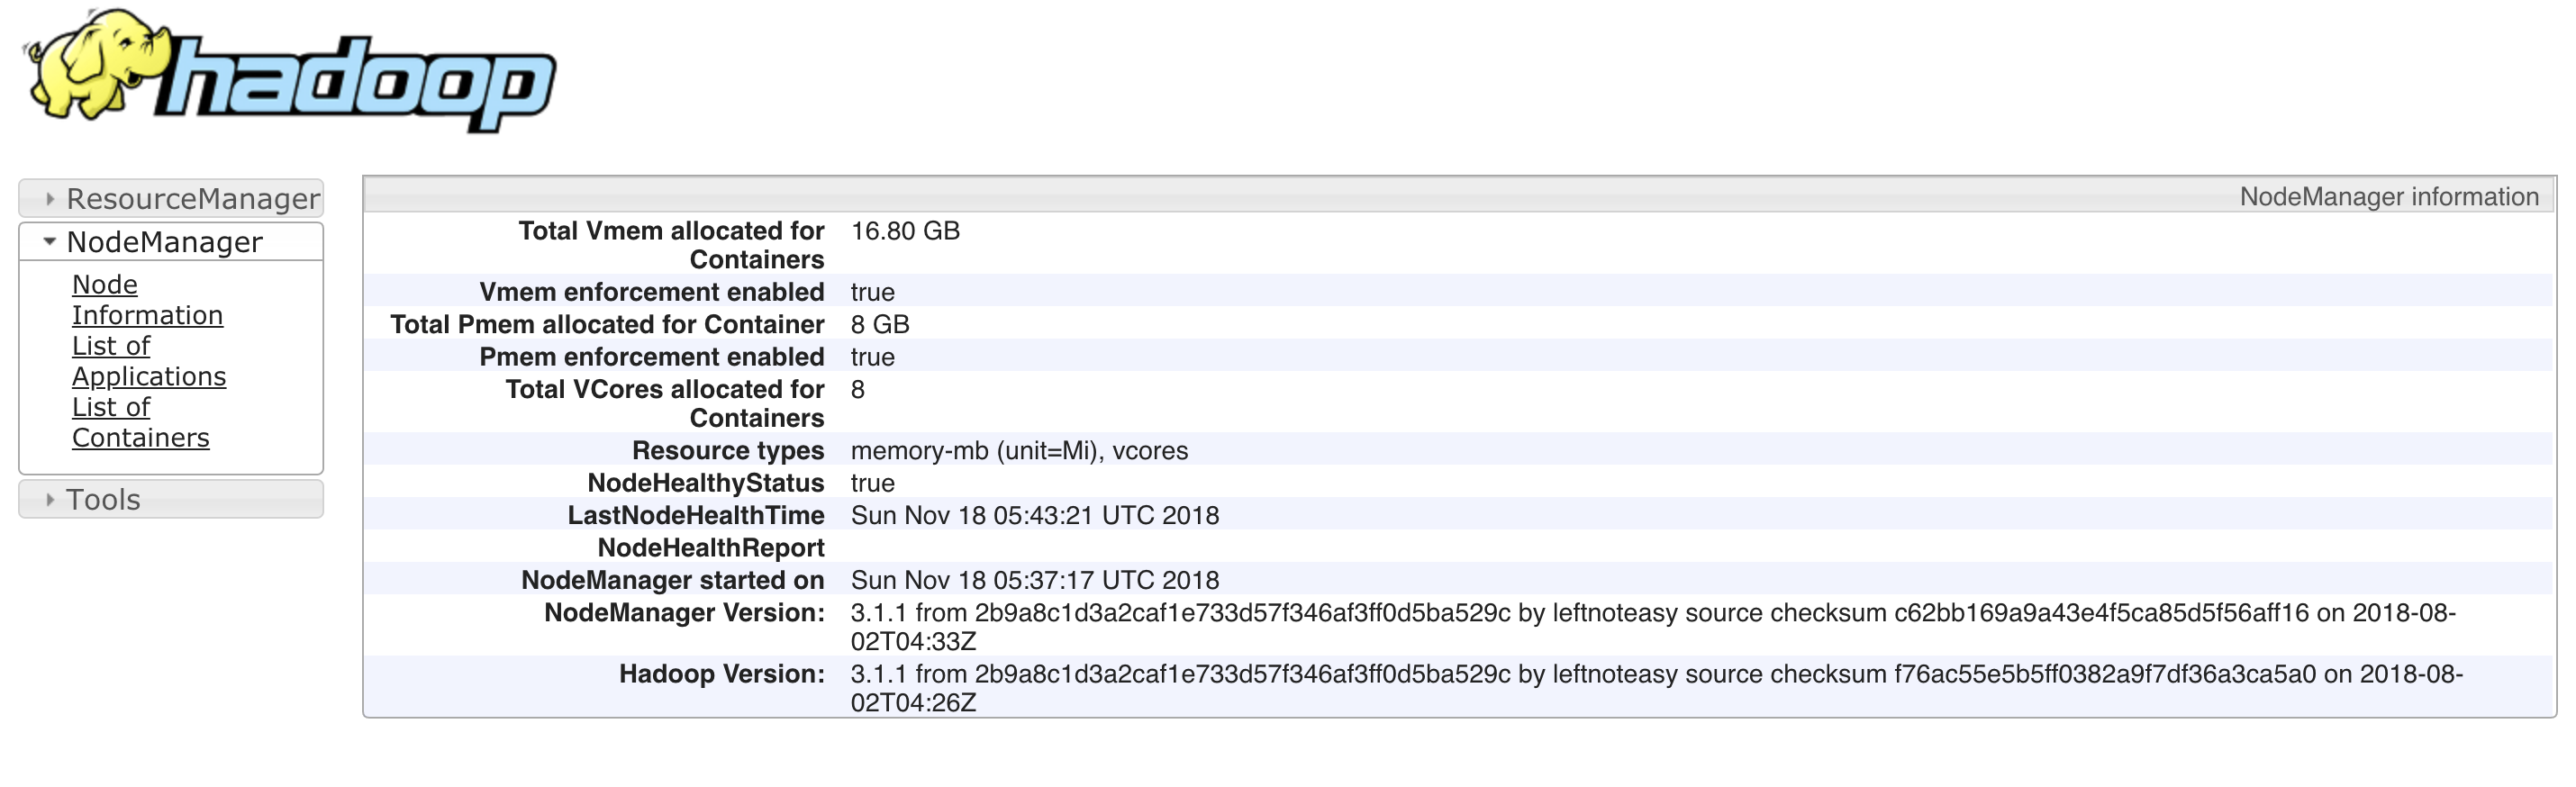 hadoop
ResourceManager
NodeManager
Node
Information
List of
Applications
List of
Containers
Tools
NodeManager information
Total Vmem allocated for 16.80 GB
Containers
Vmem enforcement enabled true
Total Pmem allocated for Container 8 GB
Pmem enforcement enabled true
Total VCores allocated for 8
Containers
Resource types memory-mb (unit=Mi), vcores
NodeHealthyStatus true
LastNodeHealthTime Sun Nov 18 05:43:21 UTC 2018
NodeHealthReport
NodeManager started on Sun Nov 18 05:37:17 UTC 2018
NodeManager Version: 3.1.1 from 2b9a8c1d3a2caf1e733d57f346af3ff0d5ba529c by leftnoteasy source checksum c62bb169a9a43e4f5ca85d5f56aff16 on 2018-08-
02T04:33Z
Hadoop Version: 3.1.1 from 2b9a8c1d3a2caf1e733d57f346af3ff0d5ba529c by leftnoteasy source checksum f76ac55e5b5ff0382a9f7df36a3ca5a0 on 2018-08-
02T04:26Z